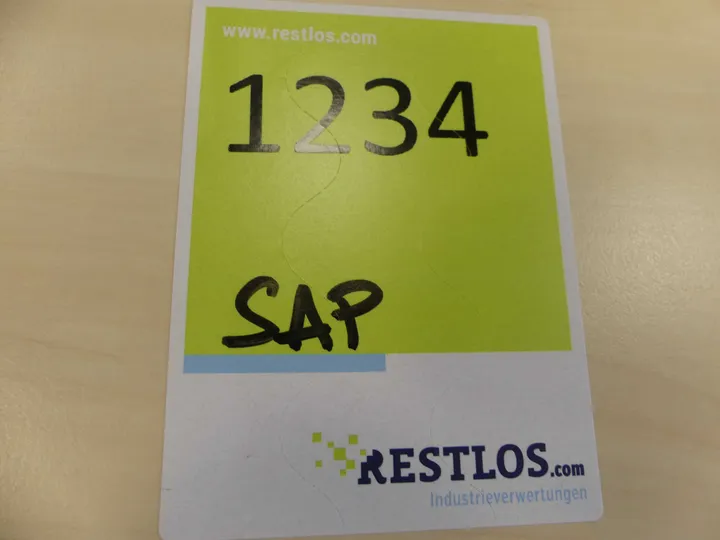 www.restlos.com
1234
SAP
RESTLOS.com
Industrieverwertungen